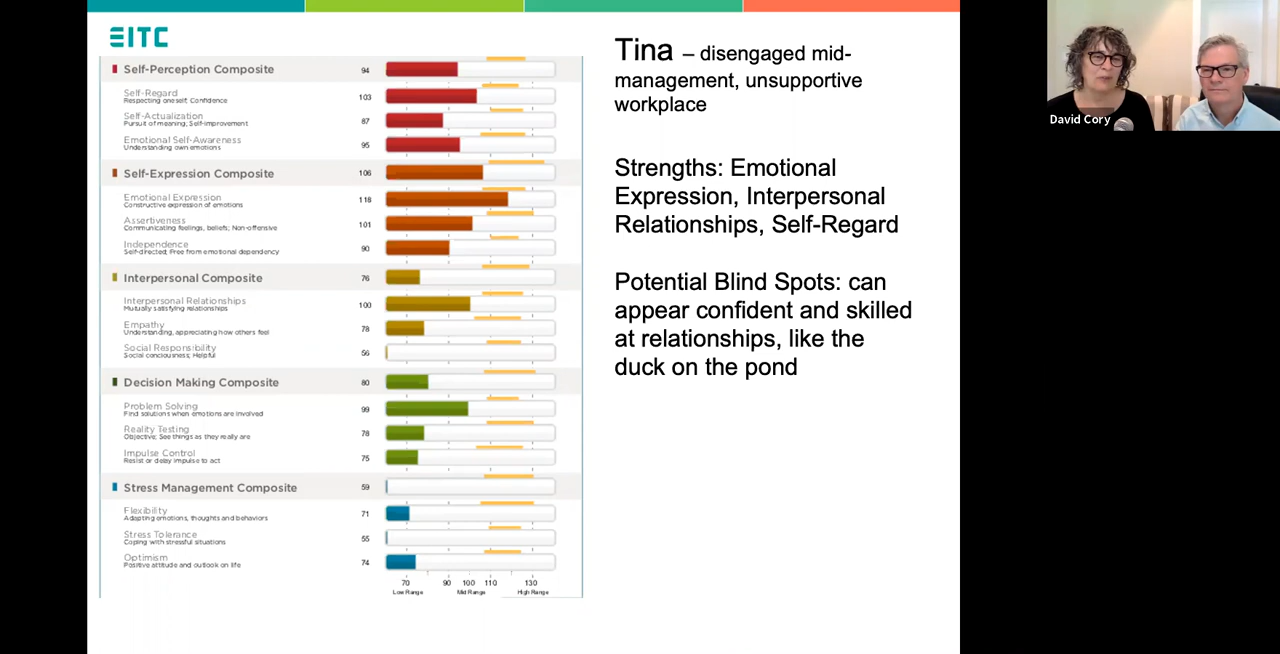 EITC
Self-Perception Composite 94
Self-Regard 103
Respecting oneself; Confidence
Self-Actualization 87
Pursuit of meaning; Self-improvement
Emotional Self-Awareness 95
Understanding own emotions
Self-Expression Composite 106
Emotional Expression 118
Constructive expression of emotions
Assertiveness 101
Communicating feelings, beliefs; Non-offensive
Independence 90
Self-directed; Free from emotional dependency
Interpersonal Composite 76
Interpersonal Relationships 100
Mutually satisfying relationships
Empathy 78
Understanding, appreciating how others feel
Social Responsibility 56
Social conciousness; Helpful
Decision Making Composite 80
Problem Solving 99
Find solutions when emotions are involved
Reality Testing 78
Objective; See things as they really are
Impulse Control 75
Resist or delay impulse to act
Stress Management Composite 59
Flexibility 71
Adapting emotions, thoughts and behaviors
Stress Tolerance 55
Coping with stressful situations
Optimism 74
Positive attitude and outlook on life
70 90 100 110 130
Low Range Mid Range High Range
Tina – disengaged mid-
management, unsupportive
workplace
Strengths: Emotional
Expression, Interpersonal
Relationships, Self-Regard
Potential Blind Spots: can
appear confident and skilled
at relationships, like the
duck on the pond
David Cory